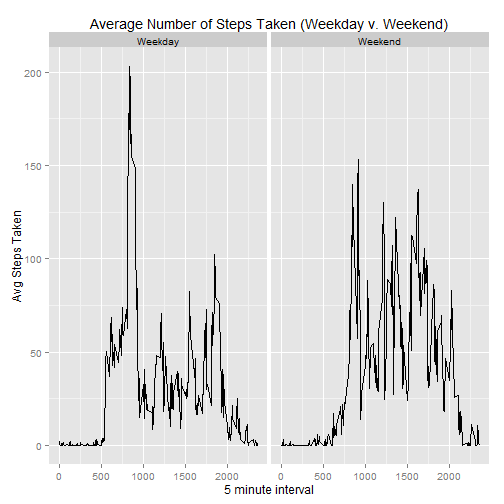 Average Number of Steps Taken (Weekday v. Weekend)
Weekday Weekend
Avg Steps Taken
200
150
100
50
0
0 500 1000 1500 2000 0 500 1000 1500 2000
5 minute interval